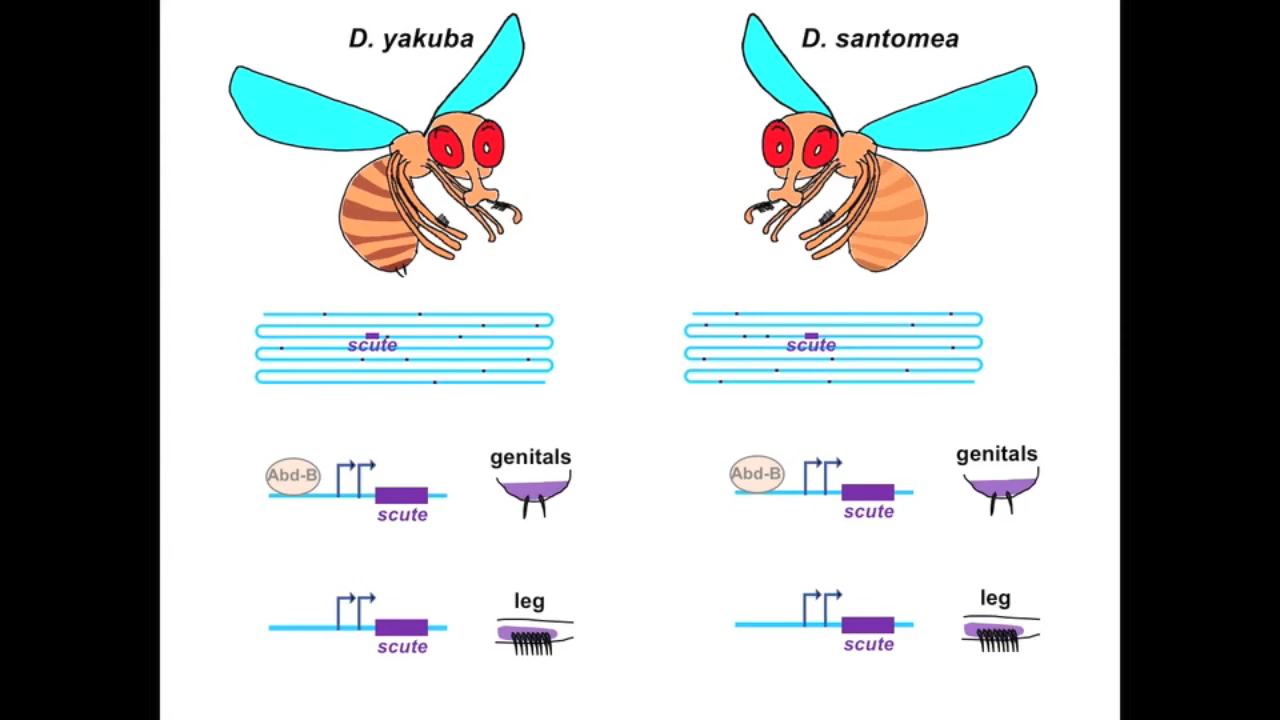 D. yakuba
D. santomea
scute
scute
Abd-B
scute
genitals
Abd-B
scute
genitals
scute
leg
scute
leg